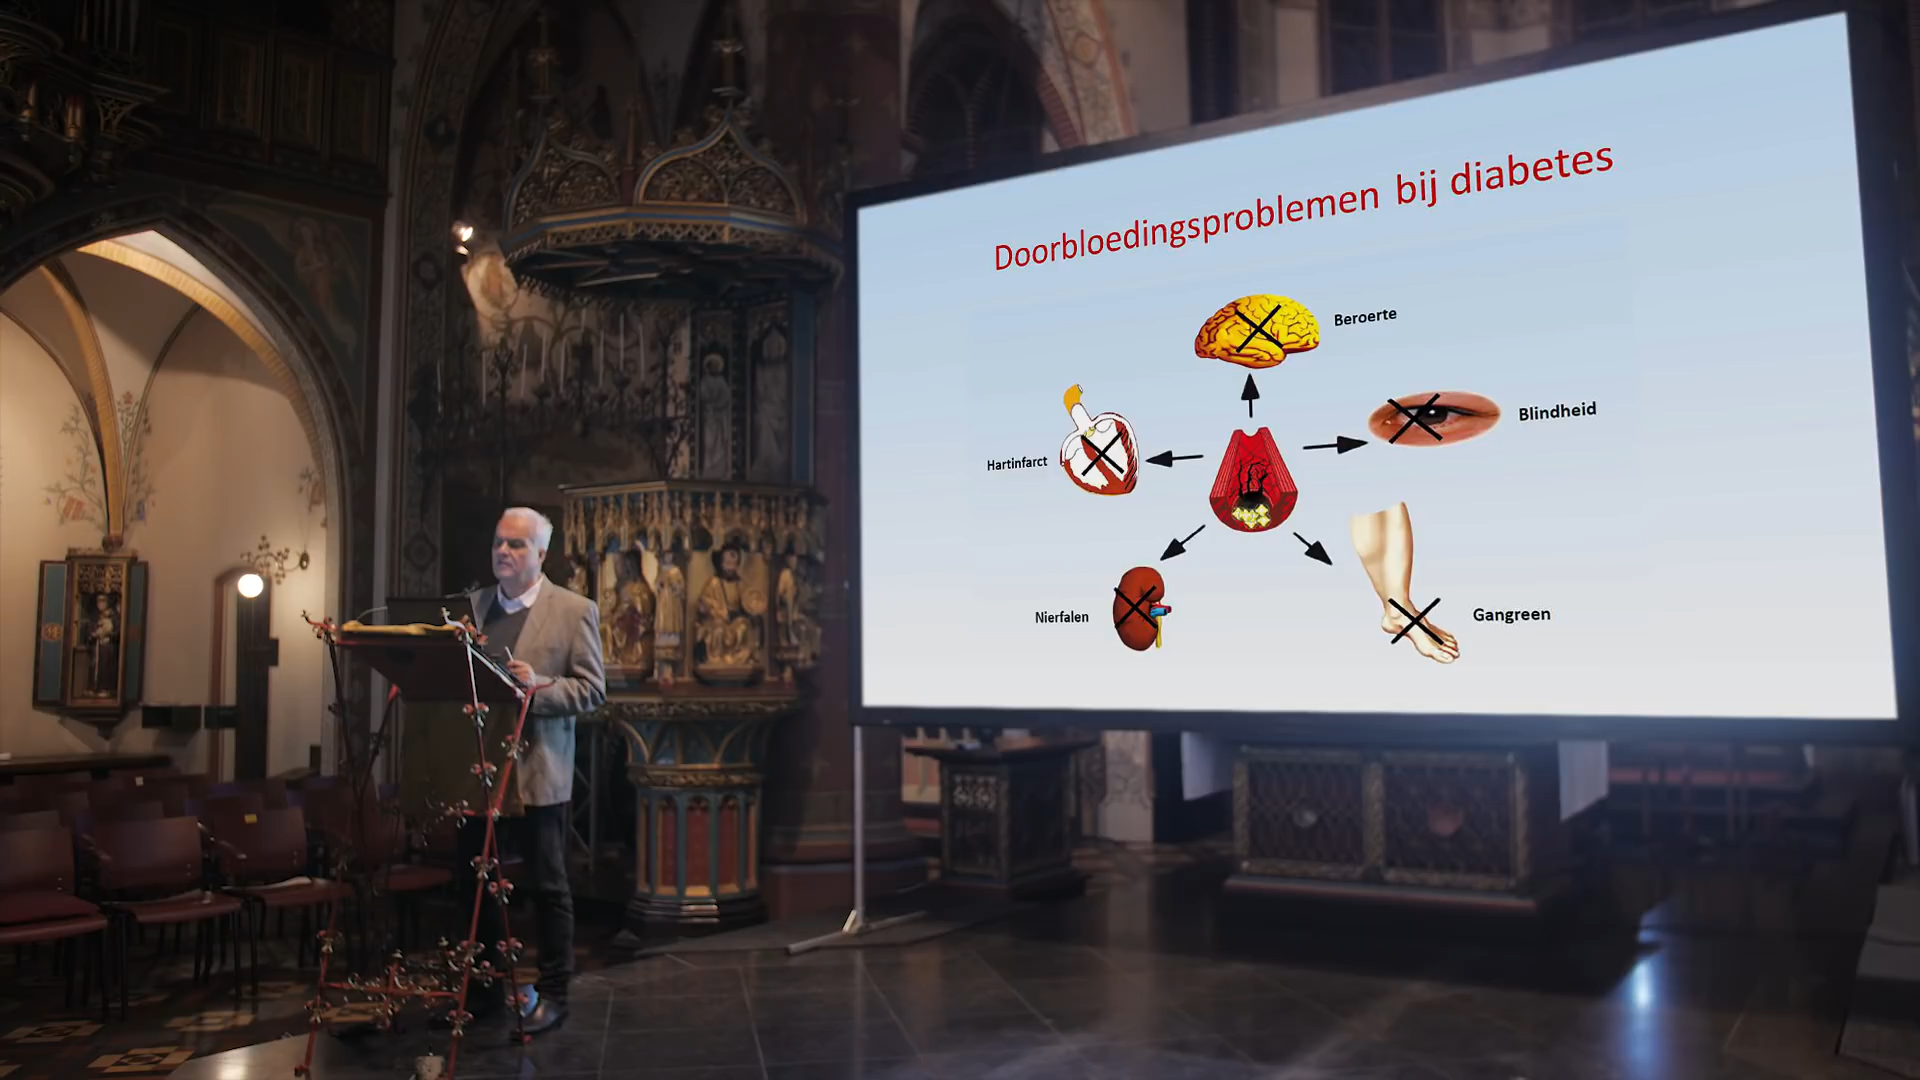 Doorbloedingsproblemen bij diabetes
Beroerte
Blindheid
Hartinfarct
Nierfalen
Gangreen